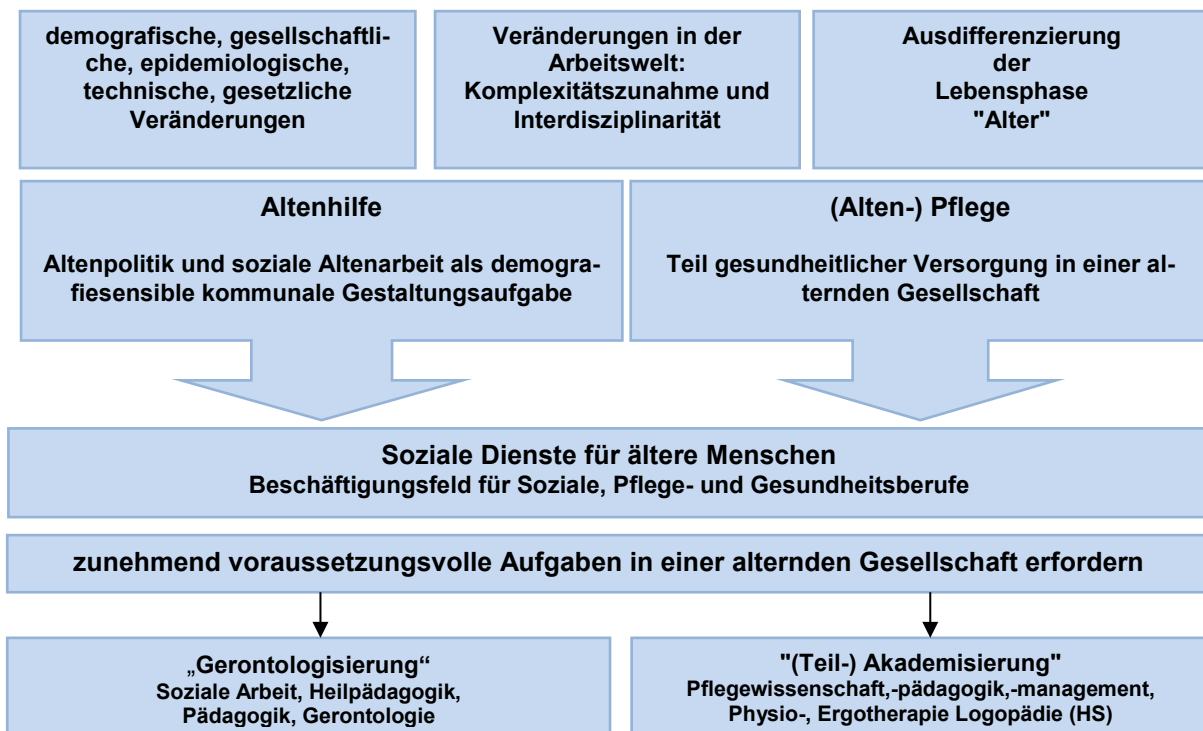 demografische, gesellschaftli-
che, epidemiologische,
technische, gesetzliche
Veränderungen
Veränderungen in der
Arbeitswelt:
Komplexitätszunahme und
Interdisziplinarität
Ausdifferenzierung
der
Lebensphase
"Alter"
Altenhilfe
Altenpolitik und soziale Altenarbeit als demogra-
fiesensible kommunale Gestaltungsaufgabe
(Alten-) Pflege
Teil gesundheitlicher Versorgung in einer al-
ternden Gesellschaft
Soziale Dienste für ältere Menschen
Beschäftigungsfeld für Soziale, Pflege- und Gesundheitsberufe
zunehmend voraussetzungsvolle Aufgaben in einer alternden Gesellschaft erfordern
„Gerontologisierung“
Soziale Arbeit, Heilpädagogik,
Pädagogik, Gerontologie
"(Teil-) Akademisierung"
Pflegewissenschaft,-pädagogik,-management,
Physio-, Ergotherapie Logopädie (HS)